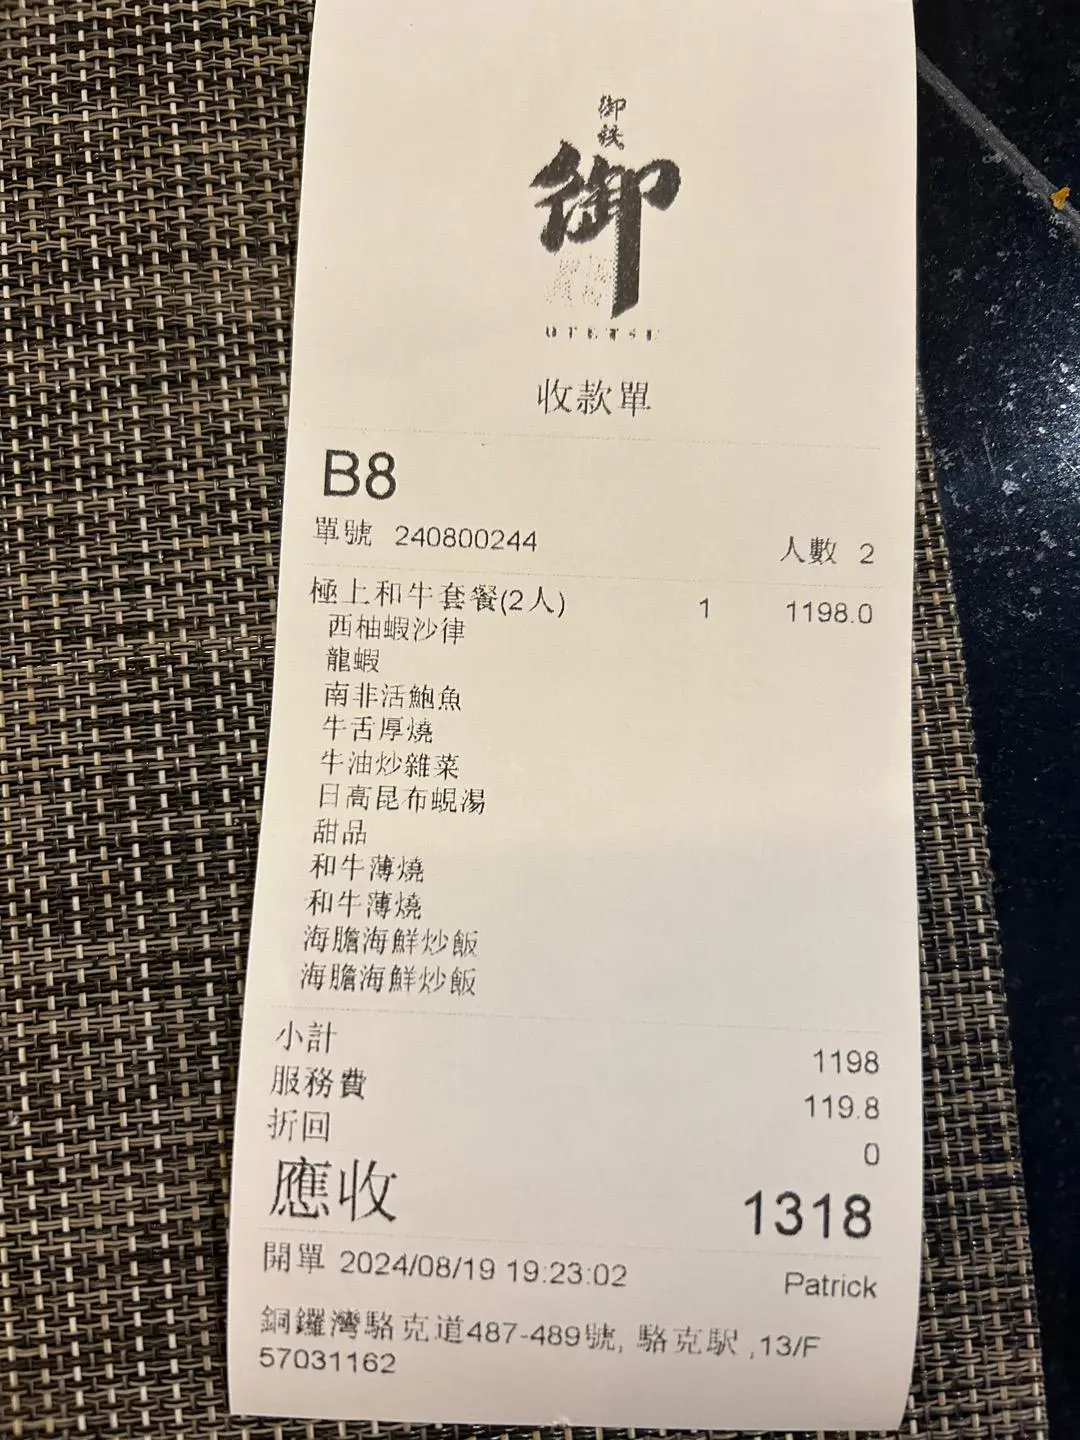 御鉄
御
收款單
B8
單號 240800244 人數 2
極上和牛套餐(2人) 1 1198.0
西柚蝦沙律
龍蝦
南非活鮑魚
牛舌厚燒
牛油炒雜菜
日高昆布蜆湯
甜品
和牛薄燒
和牛薄燒
海膽海鮮炒飯
海膽海鮮炒飯
小計 1198
服務費 119.8
折回 0
應收 1318
開單 2024/08/19 19:23:02 Patrick
銅鑼灣駱克道487-489號, 駱克駅 ,13/F
57031162